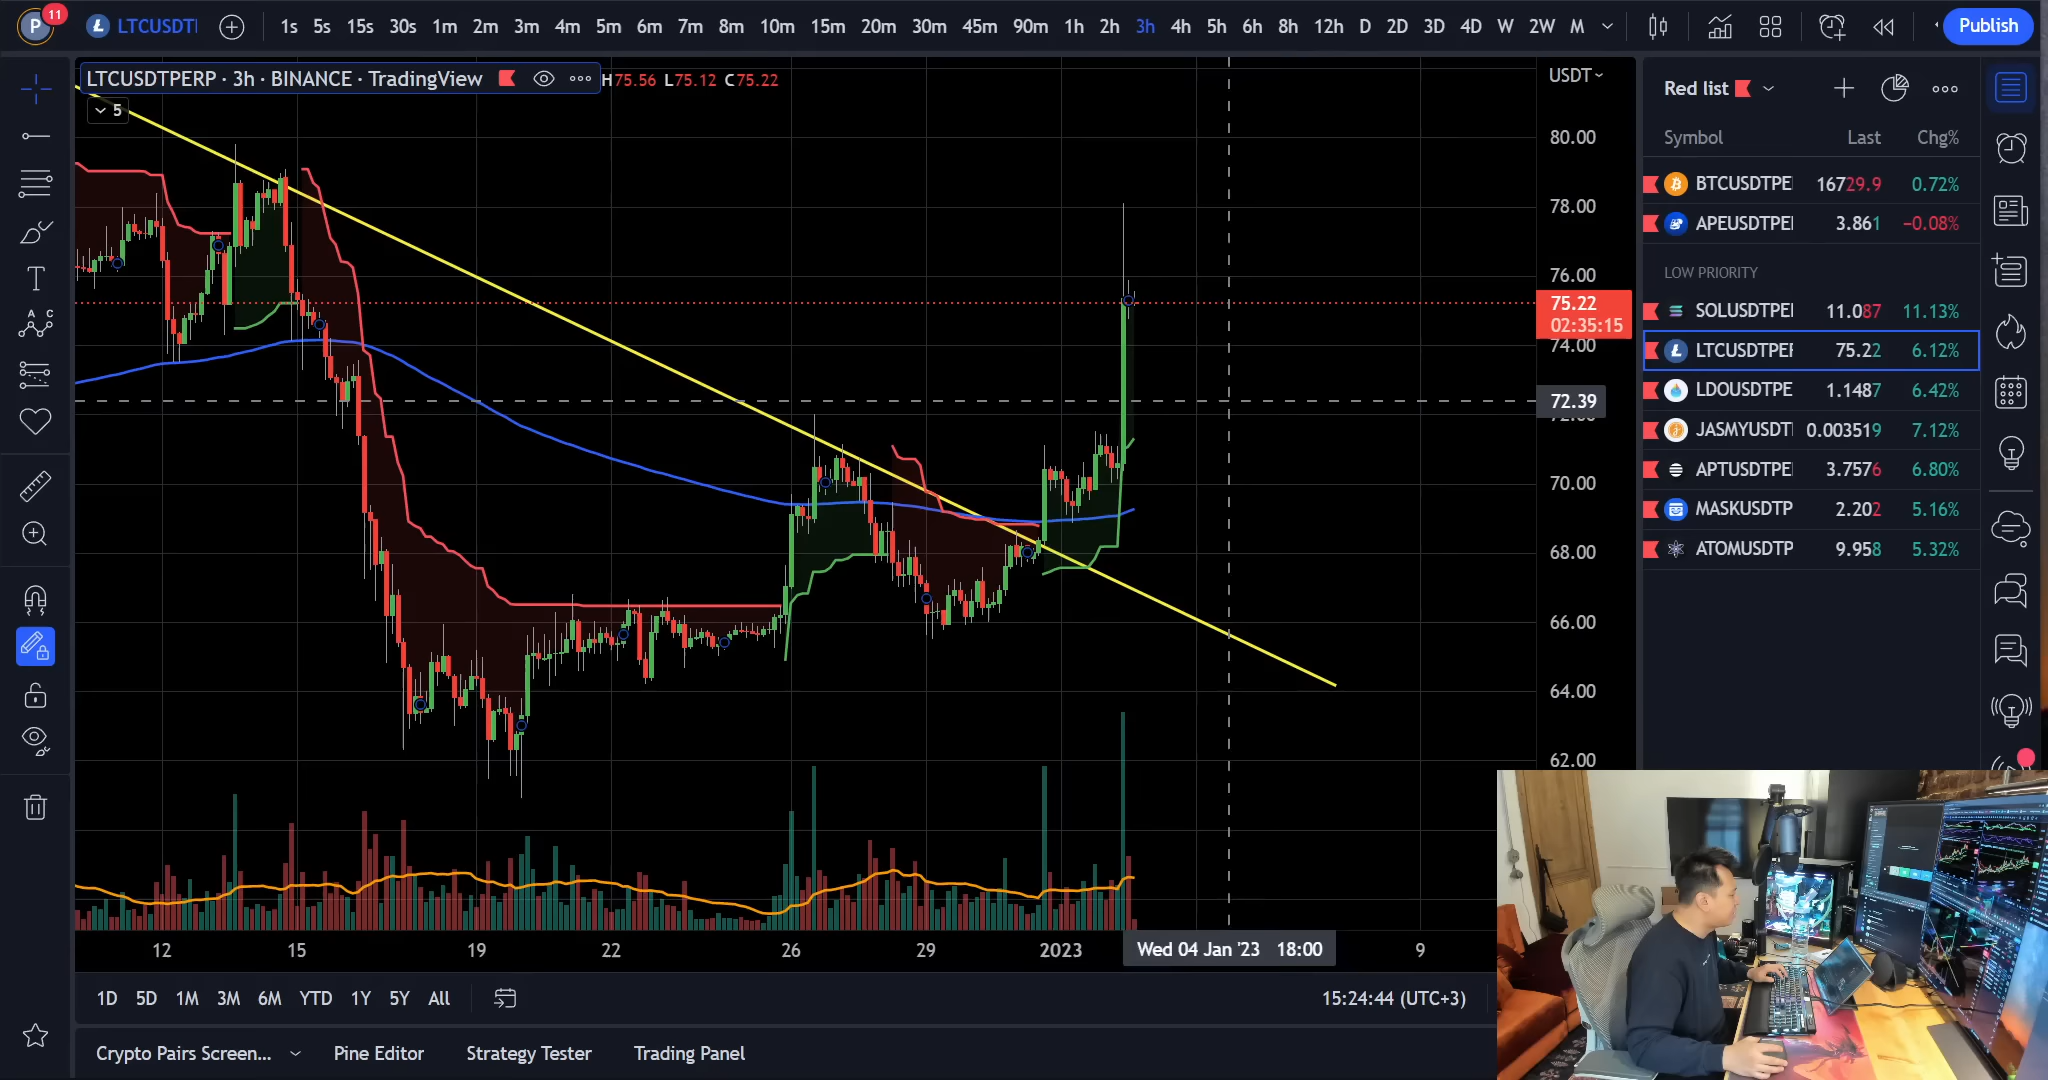 P 11 LTCUSDTI 1s 5s 15s 30s 1m 2m 3m 4m 5m 6m 7m 8m 10m 15m 20m 30m 45m 90m 1h 2h 3h 4h 5h 6h 8h 12h D 2D 3D 4D W 2W M Publish
LTCUSDTPERP · 3h · BINANCE · TradingView H75.56 L75.12 C75.22
5
USDT
80.00
78.00
76.00
75.22
02:35:15
74.00
72.39
70.00
68.00
66.00
64.00
62.00
Red list
Symbol Last Chg%
BTCUSDTPE 16729.9 0.72%
APEUSDTPE 3.861 −0.08%
LOW PRIORITY
SOLUSDTPE 11.087 11.13%
LTCUSDTPE 75.22 6.12%
LDOUSDTPE 1.1487 6.42%
JASMYUSDT 0.003519 7.12%
APTUSDTPE 3.7576 6.80%
MASKUSDTP 2.202 5.16%
ATOMUSDTP 9.958 5.32%
12 15 19 22 26 29 2023 Wed 04 Jan '23 18:00 9
1D 5D 1M 3M 6M YTD 1Y 5Y All 15:24:44 (UTC+3)
Crypto Pairs Screen... Pine Editor Strategy Tester Trading Panel